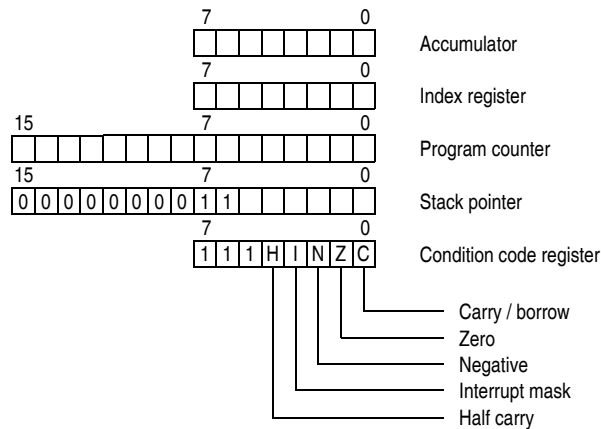 7 0
Accumulator
7 0
Index register
15 7 0
Program counter
15 7 0
0 0 0 0 0 0 0 0 1 1 Stack pointer
7 0
1 1 1 H I N Z C Condition code register
Carry / borrow
Zero
Negative
Interrupt mask
Half carry